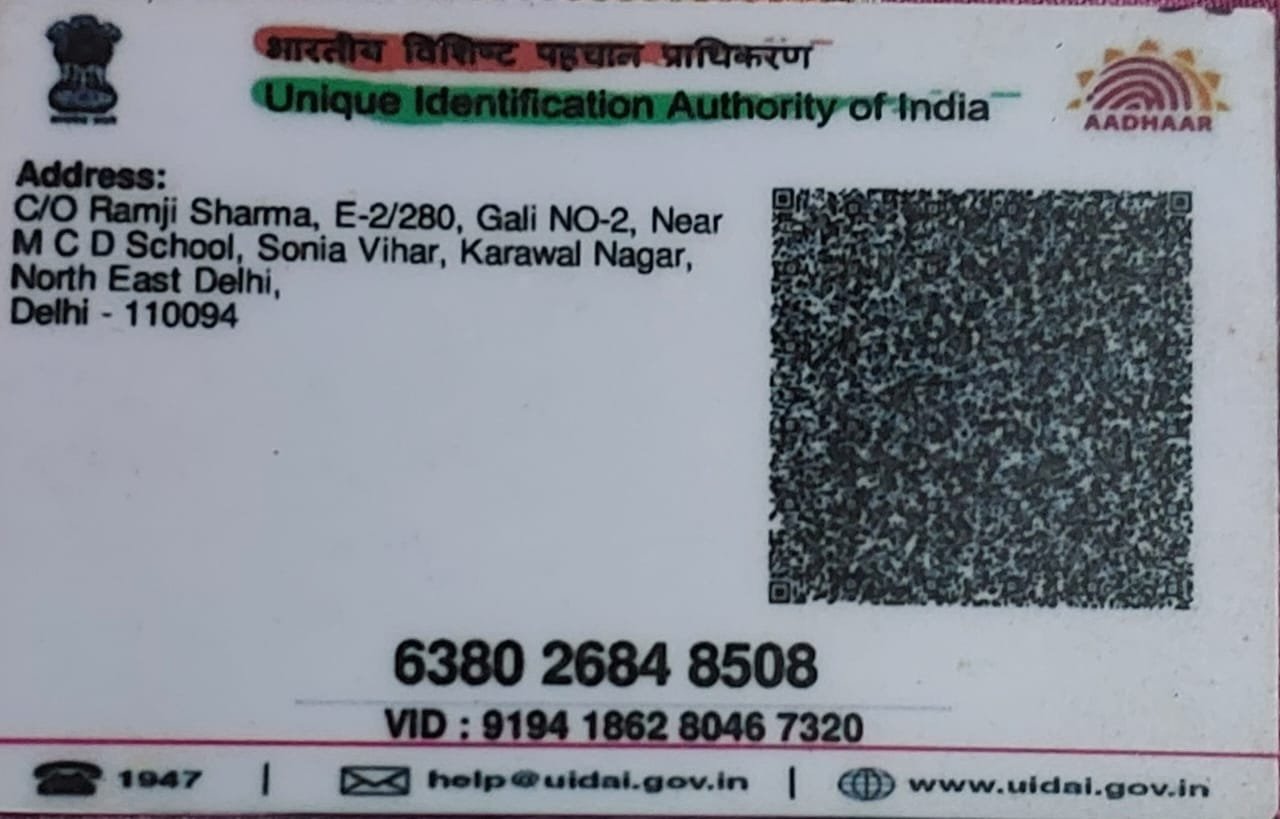 भारतीय विशिष्ट पहचान प्राधिकरण
Unique Identification Authority of India
AADHAAR
Address:
C/O Ramji Sharma, E-2/280, Gali NO-2, Near
M C D School, Sonia Vihar, Karawal Nagar,
North East Delhi,
Delhi - 110094
6380 2684 8508
VID : 9194 1862 8046 7320
1947 | help@uidai.gov.in | www.uidai.gov.in